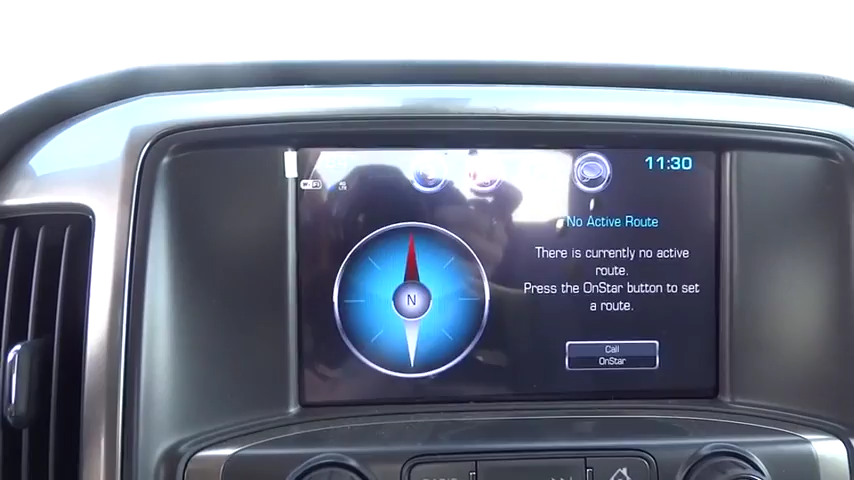 WiFi
11:30
No Active Route
There is currently no active
route.
Press the OnStar button to set
a route.
N
Call
OnStar